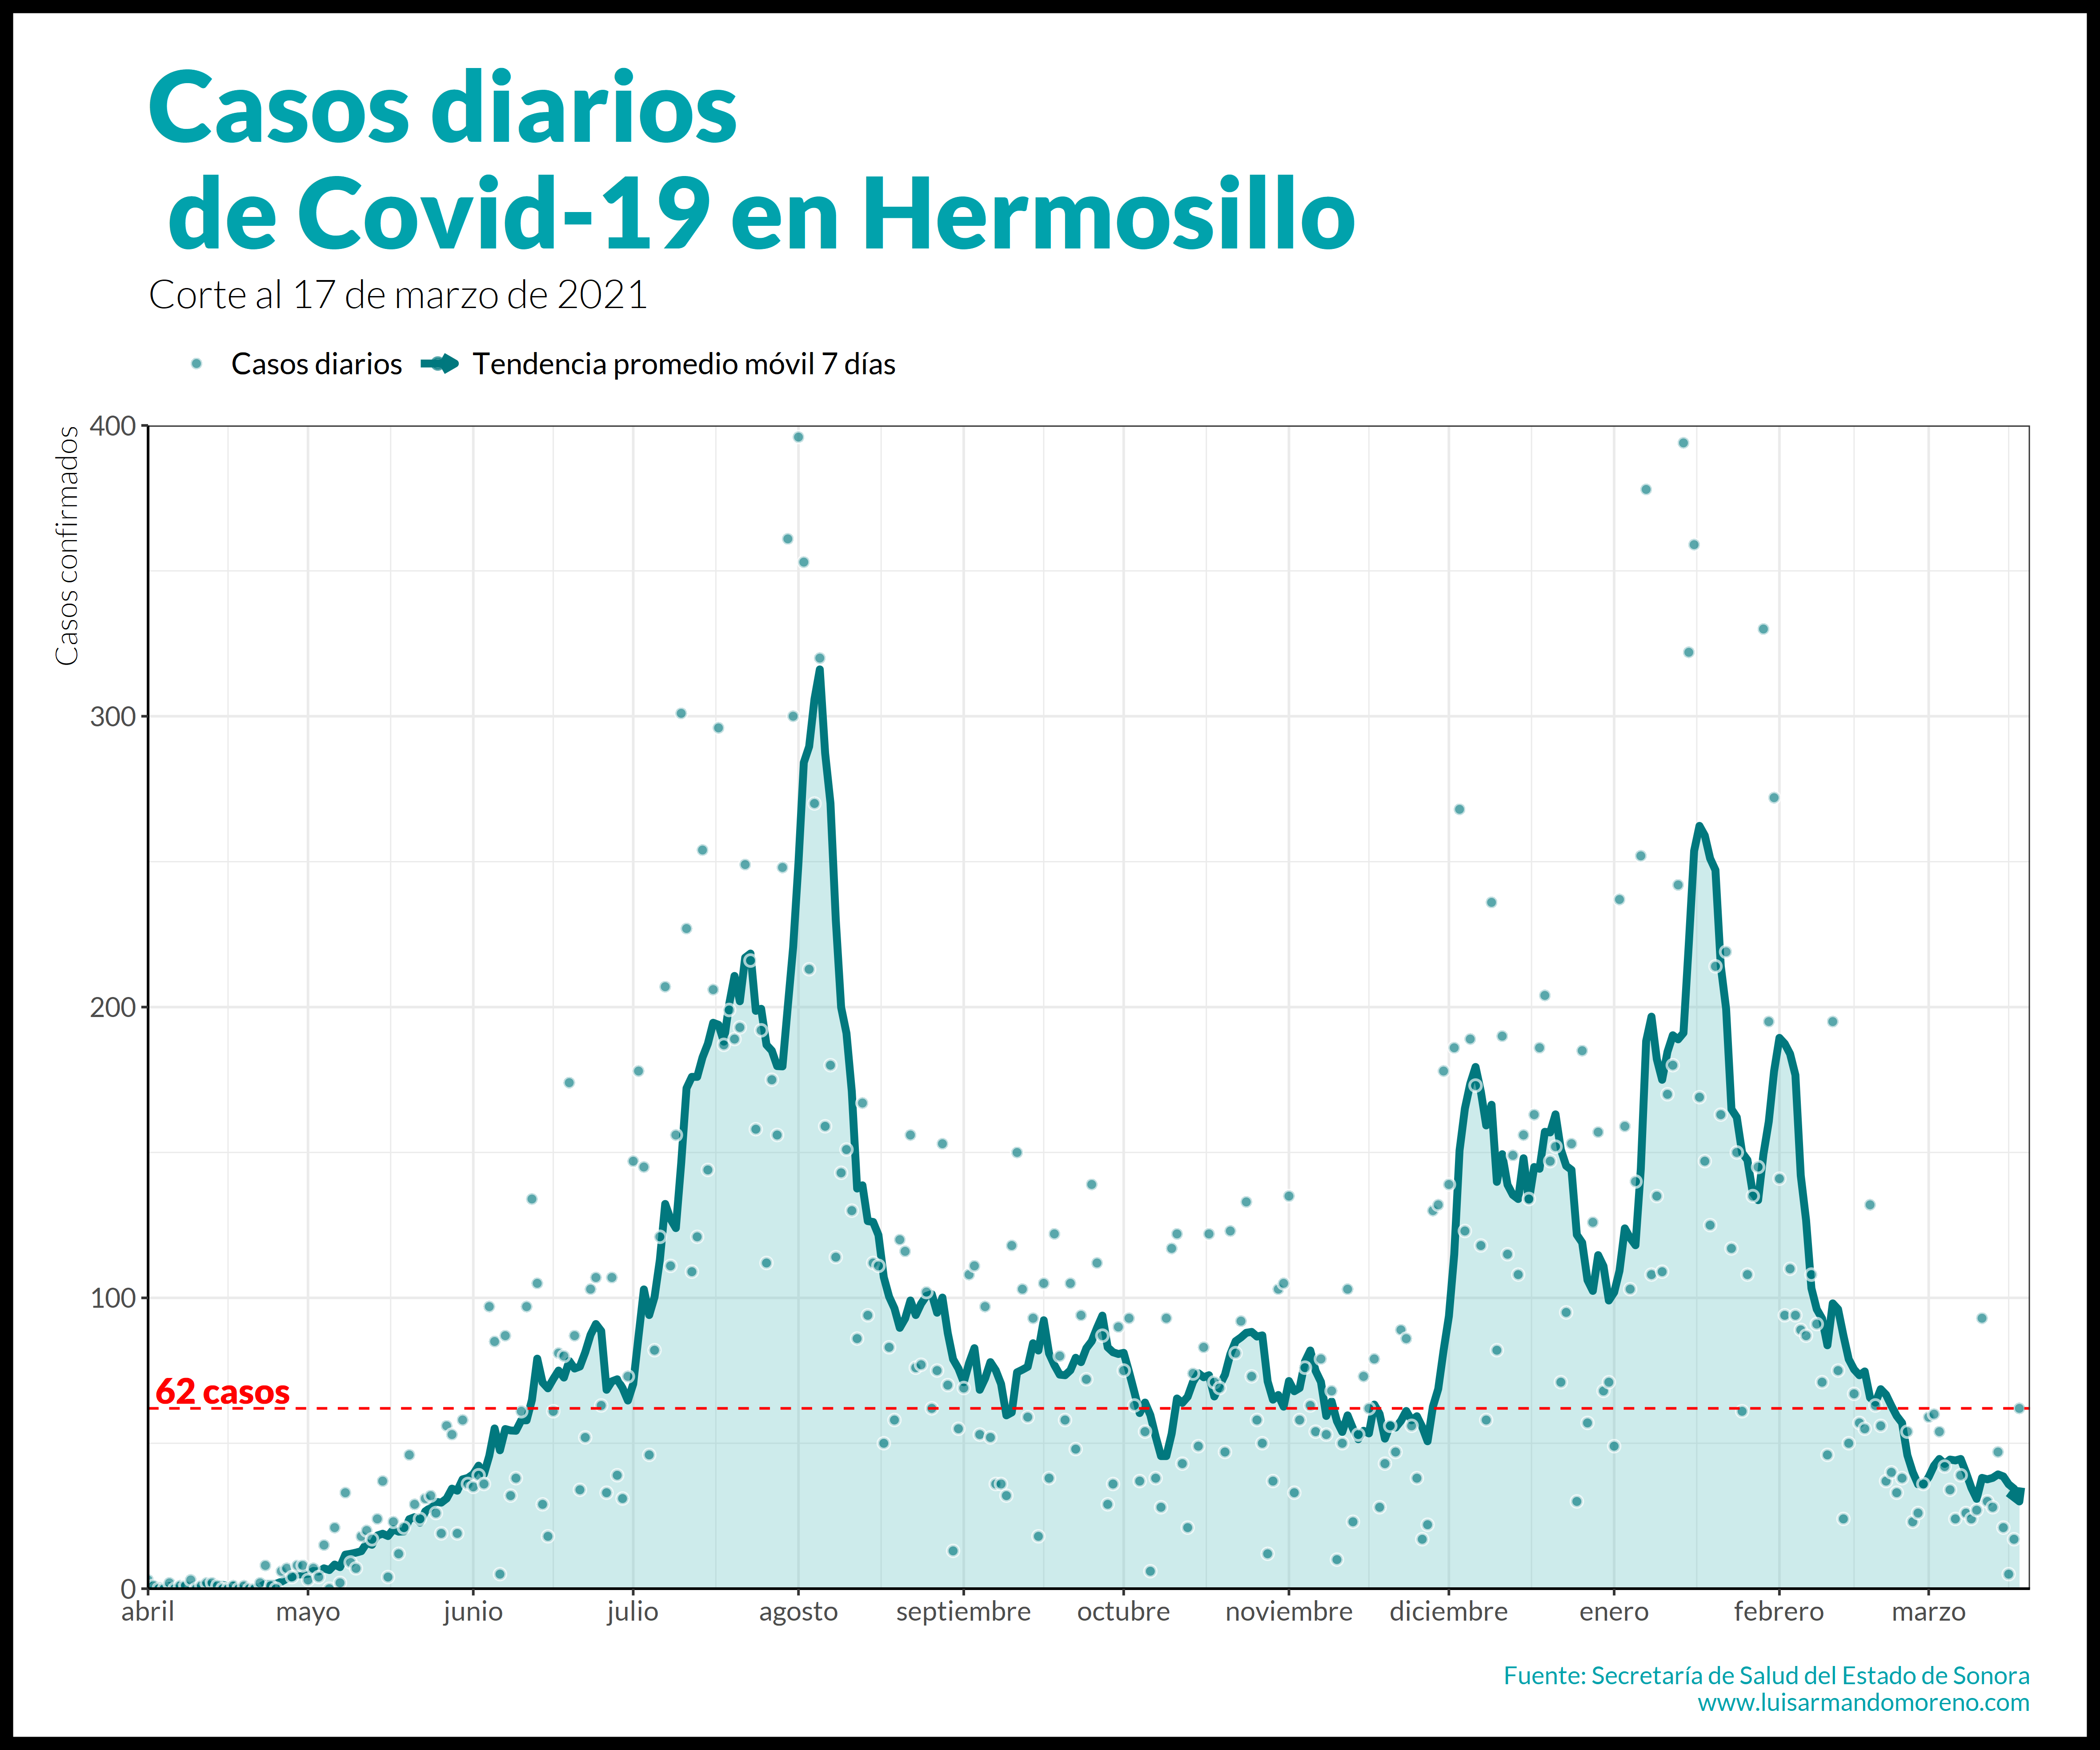 Casos diarios
de Covid-19 en Hermosillo
Corte al 17 de marzo de 2021
Casos diarios Tendencia promedio móvil 7 días
Casos confirmados
400
300
200
100
0
62 casos
abril mayo junio julio agosto septiembre octubre noviembre diciembre enero febrero marzo
Fuente: Secretaría de Salud del Estado de Sonora
www.luisarmandomoreno.com